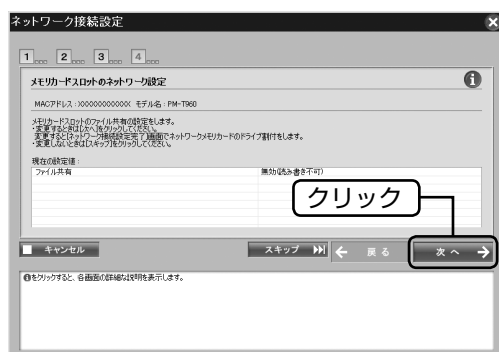 ネットワーク接続設定
1 2 3 4
メモリカードスロットのネットワーク設定
MACアドレス:XXXXXXXXXXXX モデル名:PM-T960
メモリカードスロットのファイル共有の設定をします。
・変更するときは[次へ]をクリックしてください。
変更すると[ネットワーク接続設定完了]画面でネットワークメモリカードのドライブ割付をします。
・変更しないときは[スキップ]をクリックしてください。
現在の設定値:
ファイル共有 無効(読み書き不可)
クリック
キャンセル スキップ 戻る 次へ
iをクリックすると、各画面の詳細な説明を表示します。